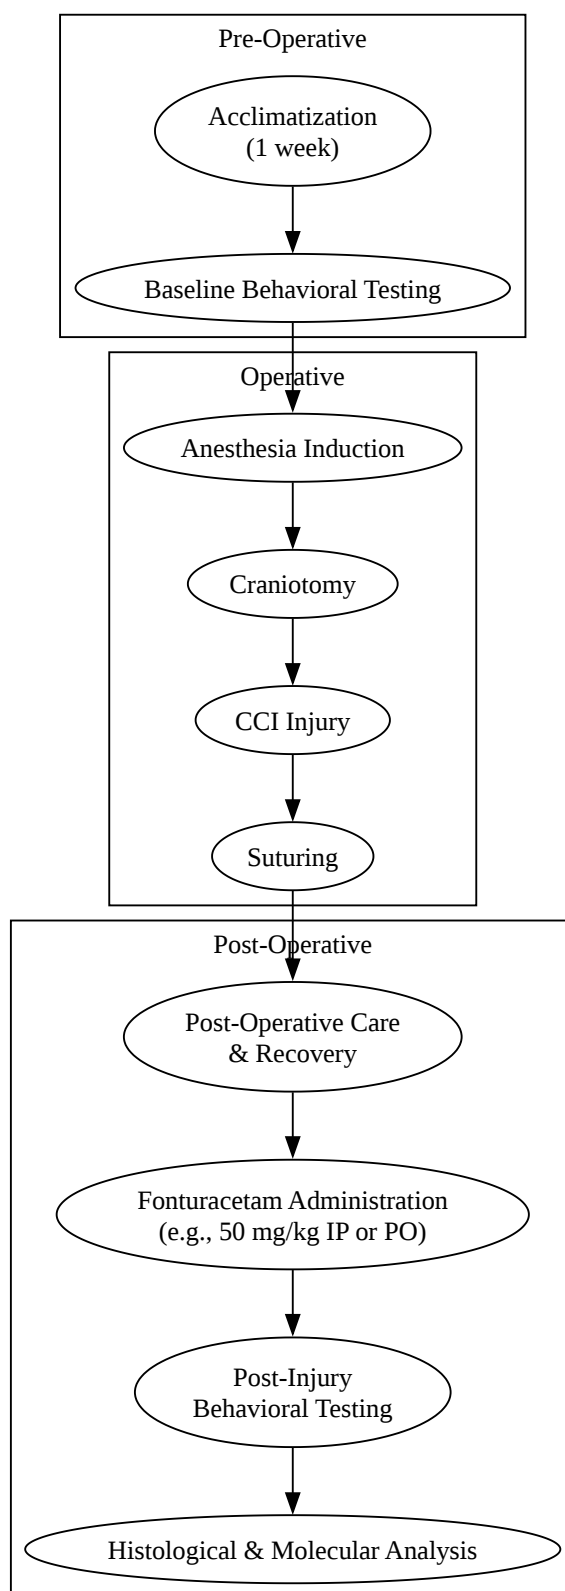 Pre-Operative
Acclimatization
(1 week)
Baseline Behavioral Testing
Operative
Anesthesia Induction
Craniotomy
CCI Injury
Suturing
Post-Operative
Post-Operative Care
& Recovery
Fonturacetam Administration
(e.g., 50 mg/kg IP or PO)
Post-Injury
Behavioral Testing
Histological & Molecular Analysis